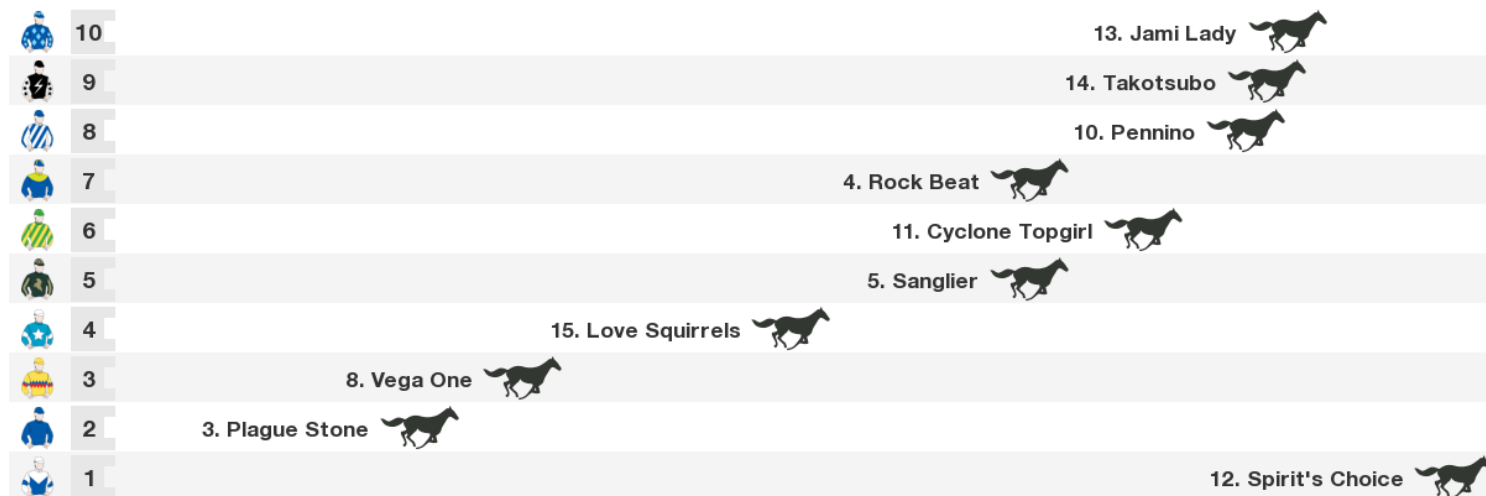 10 13. Jami Lady
9 14. Takotsubo
8 10. Pennino
7 4. Rock Beat
6 11. Cyclone Topgirl
5 5. Sanglier
4 15. Love Squirrels
3 8. Vega One
2 3. Plague Stone
1 12. Spirit's Choice